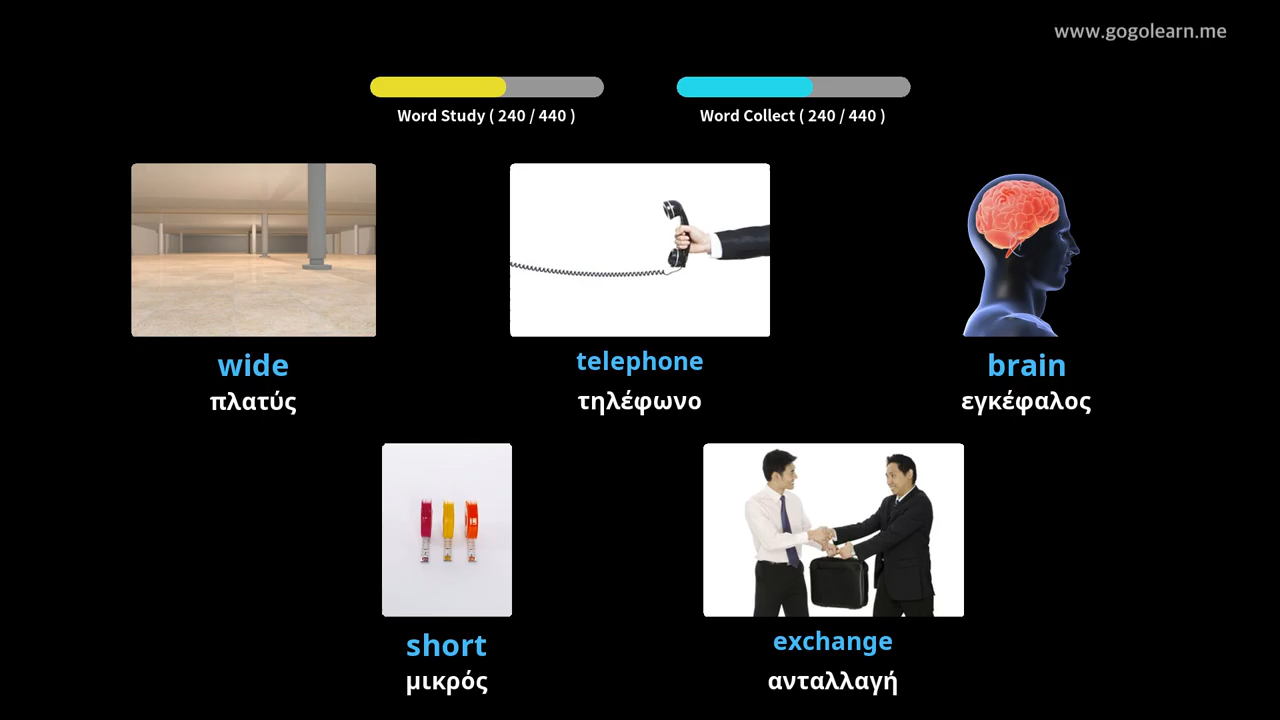 www.gogolearn.me
Word Study ( 240 / 440 )
Word Collect ( 240 / 440 )
wide
πλατύς
telephone
τηλέφωνο
brain
εγκέφαλος
short
μικρός
exchange
ανταλλαγή